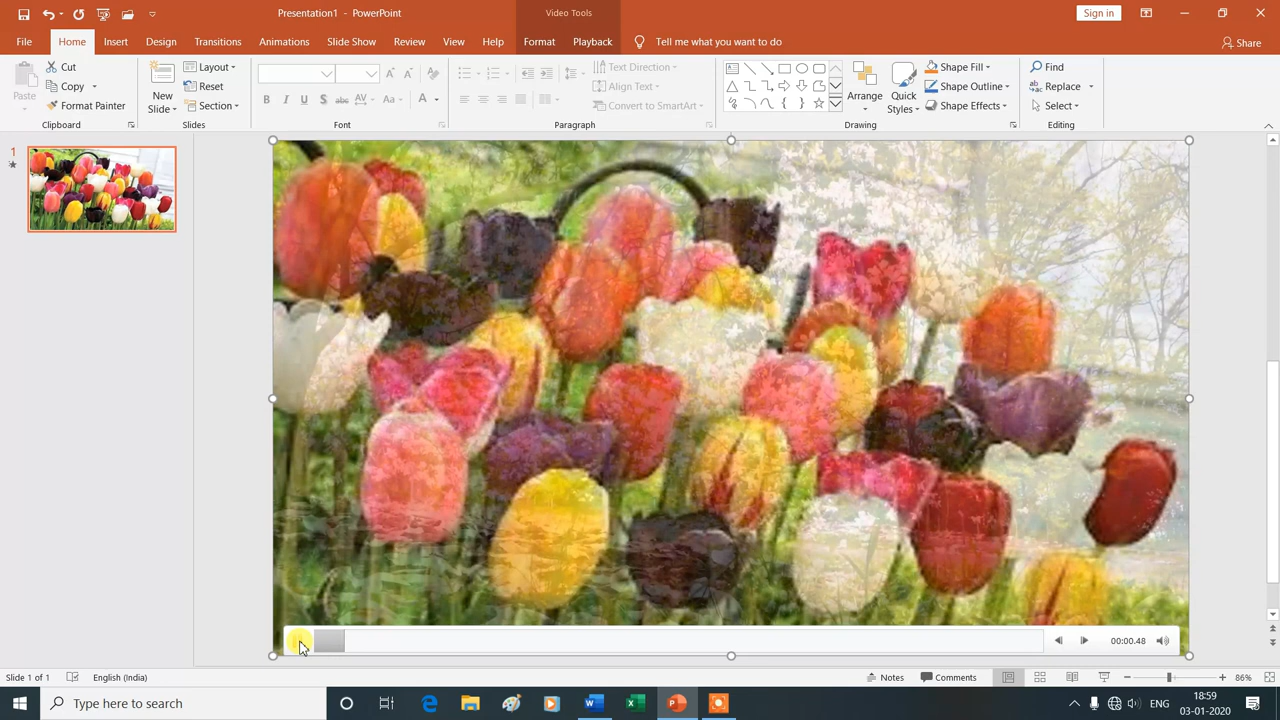 Presentation1 - PowerPoint
Video Tools
Sign in
File
Home
Insert
Design
Transitions
Animations
Slide Show
Review
View
Help
Format
Playback
Tell me what you want to do
Share
Paste
Cut
Copy
Format Painter
Clipboard
New
Slide
Layout
Reset
Section
Slides
B I U S abc AV Aa A
Font
Text Direction
Align Text
Convert to SmartArt
Paragraph
Arrange
Quick
Styles
Shape Fill
Shape Outline
Shape Effects
Drawing
Find
Replace
Select
Editing
1
00:00.48
Slide 1 of 1
English (India)
Notes
Comments
86%
Type here to search
ENG
18:59
03-01-2020